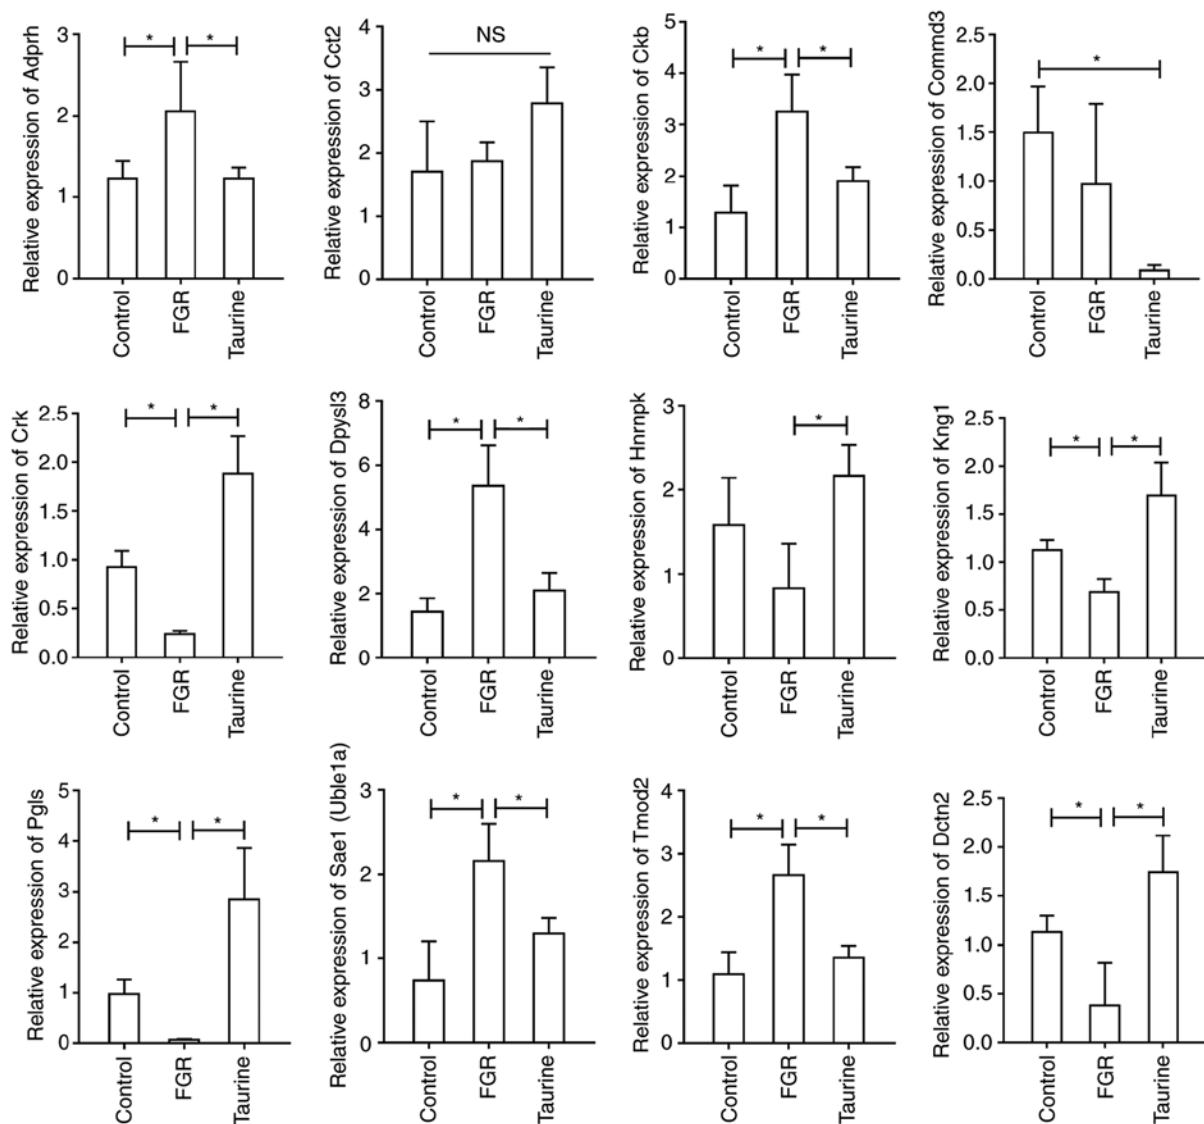 Relative expression of Adprh
3
2
1
0
*
*
Control
FGR
Taurine
Relative expression of Cct2
4
3
2
1
0
NS
Control
FGR
Taurine
Relative expression of Ckb
5
4
3
2
1
0
*
*
Control
FGR
Taurine
Relative expression of Commd3
2.5
2.0
1.5
1.0
0.5
0.0
*
Control
FGR
Taurine
Relative expression of Crk
2.5
2.0
1.5
1.0
0.5
0.0
*
*
Control
FGR
Taurine
Relative expression of Dpysl3
8
6
4
2
0
*
*
Control
FGR
Taurine
Relative expression of Hnrnpk
3
2
1
0
*
Control
FGR
Taurine
Relative expression of Kng1
2.5
2.0
1.5
1.0
0.5
0.0
*
*
Control
FGR
Taurine
Relative expression of Pgls
5
4
3
2
1
0
*
*
Control
FGR
Taurine
Relative expression of Sae1 (Uble1a)
3
2
1
0
*
*
Control
FGR
Taurine
Relative expression of Tmod2
4
3
2
1
0
*
*
Control
FGR
Taurine
Relative expression of Dctn2
2.5
2.0
1.5
1.0
0.5
0.0
*
*
Control
FGR
Taurine